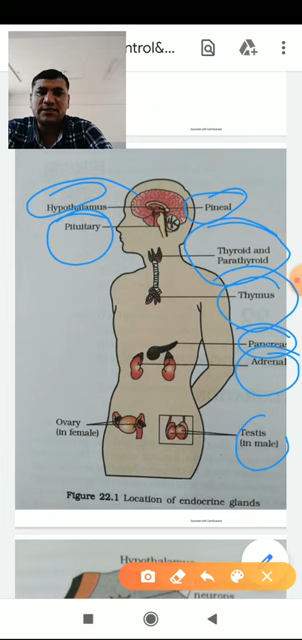 ntrol&...
Hypothalamus
Pineal
Pituitary
Thyroid and
Parathyroid
Thymus
Pancreas
Adrenal
Ovary
(in female)
Testis
(in male)
Figure 22.1 Location of endocrine glands
Hypothalamus
neurons